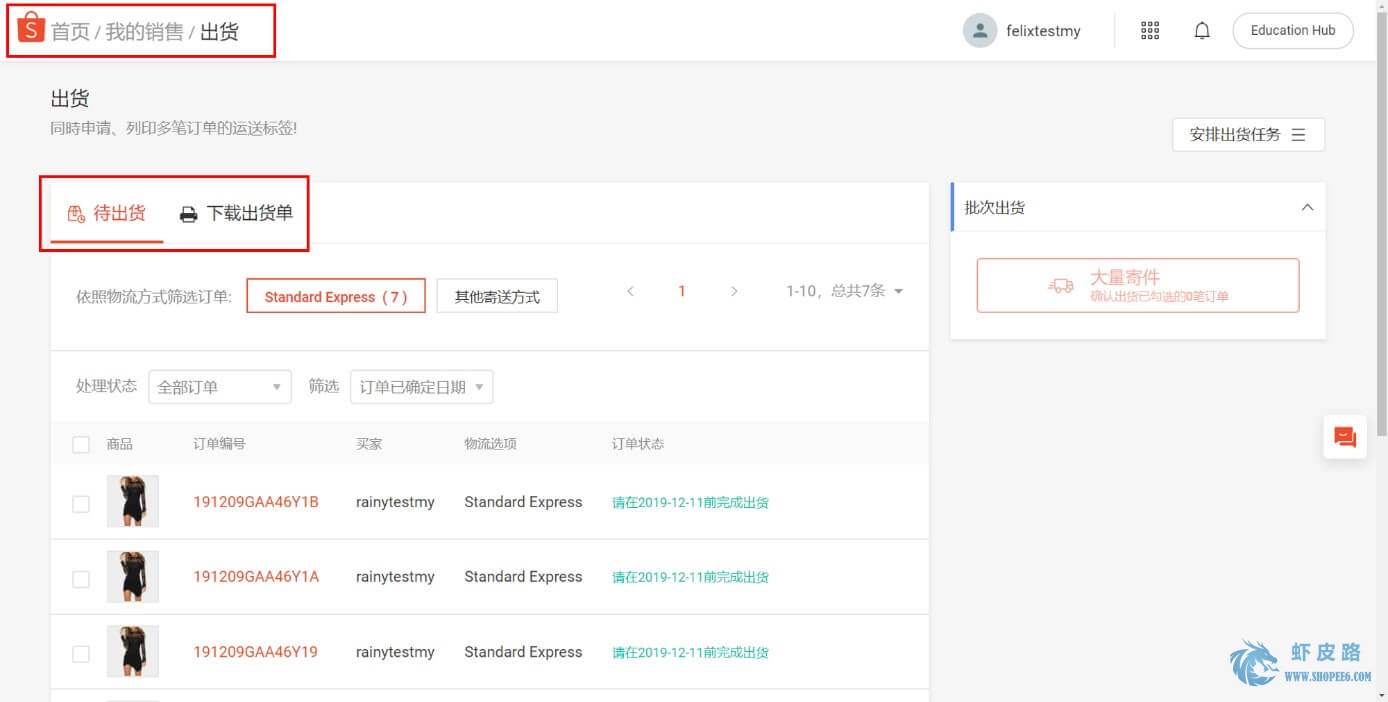 首页 / 我的销售 / 出货
felixtestmy
Education Hub
出货
同時申请、列印多笔订单的运送标签!
安排出货任务
待出货 下载出货单
批次出货
依照物流方式筛选订单: Standard Express ( 7 ) 其他寄送方式 1 1-10，总共7条
大量寄件
确认出货已勾选的0笔订单
处理状态 全部订单 筛选 订单已确定日期
商品 订单编号 买家 物流选项 订单状态
191209GAA46Y1B rainytestmy Standard Express 请在2019-12-11前完成出货
191209GAA46Y1A rainytestmy Standard Express 请在2019-12-11前完成出货
191209GAA46Y19 rainytestmy Standard Express 请在2019-12-11前完成出货
虾皮路
WWW.SHOPEE6.COM